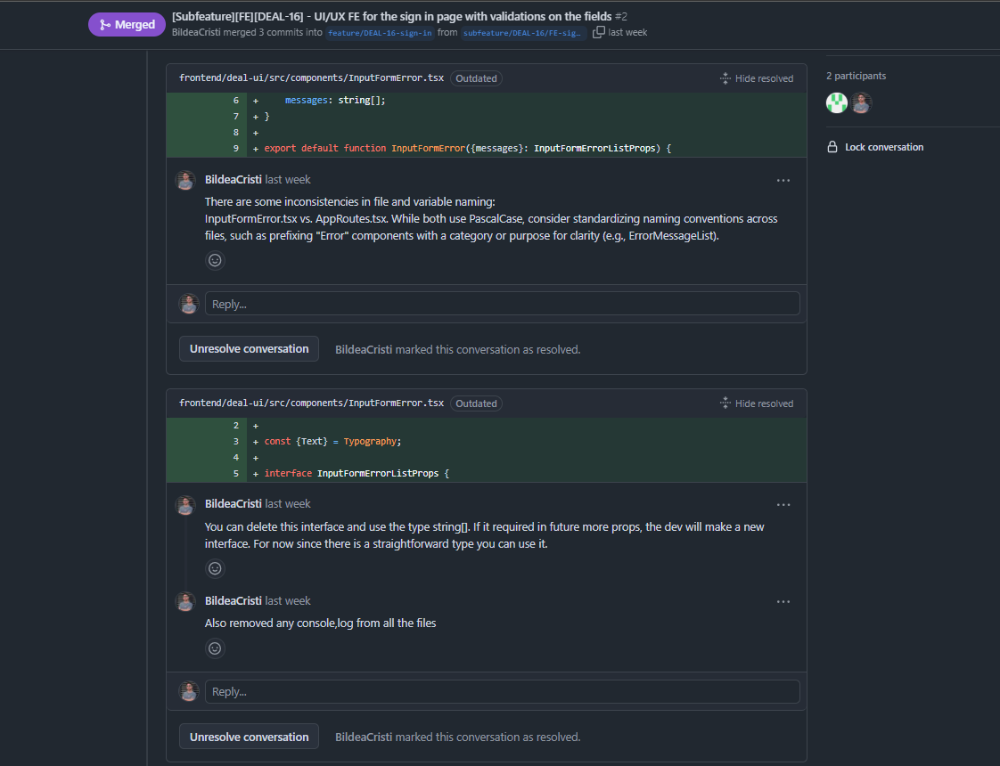 Merged
[Subfeature][FE][DEAL-16] - UI/UX FE for the sign in page with validations on the fields #2
BildeaCristi merged 3 commits into feature/DEAL-16-sign-in from subfeature/DEAL-16/FE-sig… last week
frontend/deal-ui/src/components/InputFormError.tsx Outdated Hide resolved
6 + messages: string[];
7 + }
8 +
9 + export default function InputFormError({messages}: InputFormErrorListProps) {
BildeaCristi last week
There are some inconsistencies in file and variable naming:
InputFormError.tsx vs. AppRoutes.tsx. While both use PascalCase, consider standardizing naming conventions across
files, such as prefixing "Error" components with a category or purpose for clarity (e.g., ErrorMessageList).
Reply...
Unresolve conversation BildeaCristi marked this conversation as resolved.
frontend/deal-ui/src/components/InputFormError.tsx Outdated Hide resolved
2 +
3 + const {Text} = Typography;
4 +
5 + interface InputFormErrorListProps {
BildeaCristi last week
You can delete this interface and use the type string[]. If it required in future more props, the dev will make a new
interface. For now since there is a straightforward type you can use it.
BildeaCristi last week
Also removed any console,log from all the files
Reply...
Unresolve conversation BildeaCristi marked this conversation as resolved.
2 participants
Lock conversation